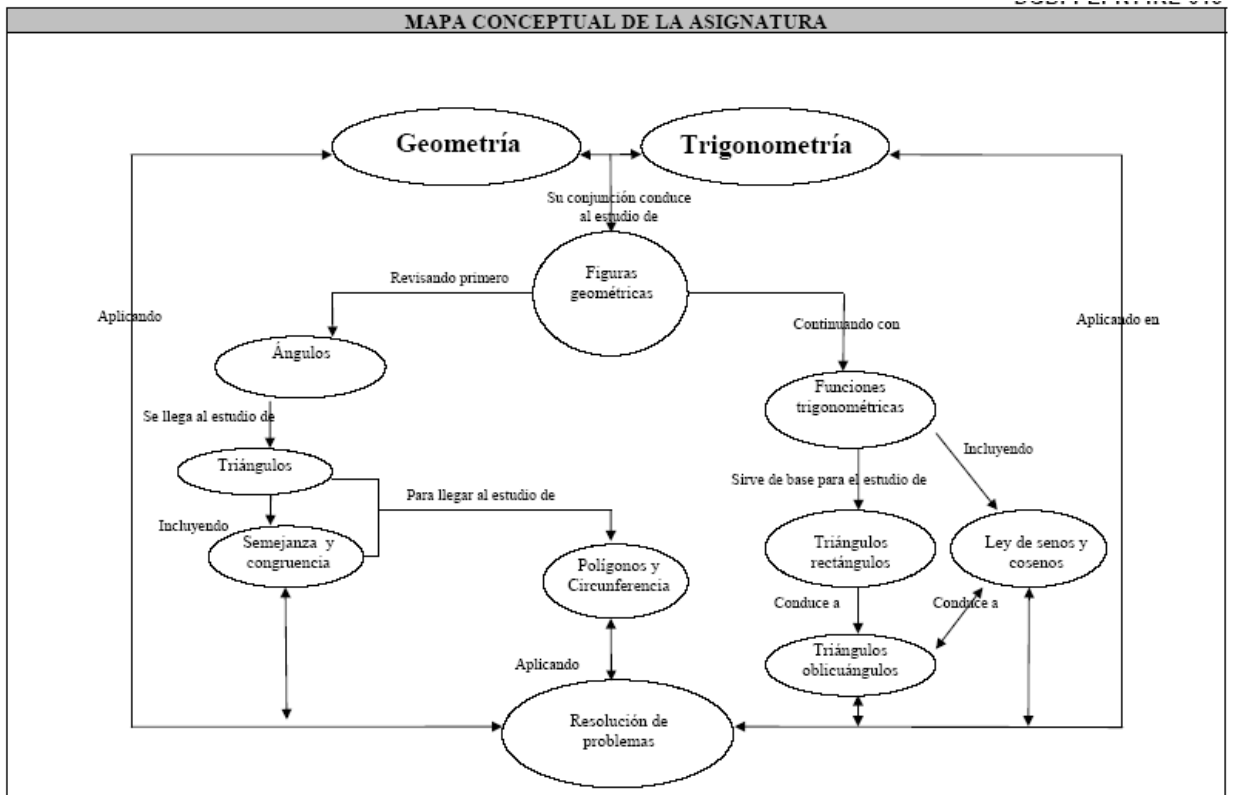 MAPA CONCEPTUAL DE LA ASIGNATURA
Geometría
Trigonometría
Su conjunción conduce
al estudio de
Figuras
geométricas
Revisando primero
Continuando con
Aplicando
Aplicando en
Ángulos
Funciones
trigonométricas
Se llega al estudio de
Incluyendo
Triángulos
Sirve de base para el estudio de
Para llegar al estudio de
Incluyendo
Semejanza y
congruencia
Triángulos
rectángulos
Ley de senos y
cosenos
Polígonos y
Circunferencia
Conduce a
Conduce a
Triángulos
oblicuángulos
Aplicando
Resolución de
problemas